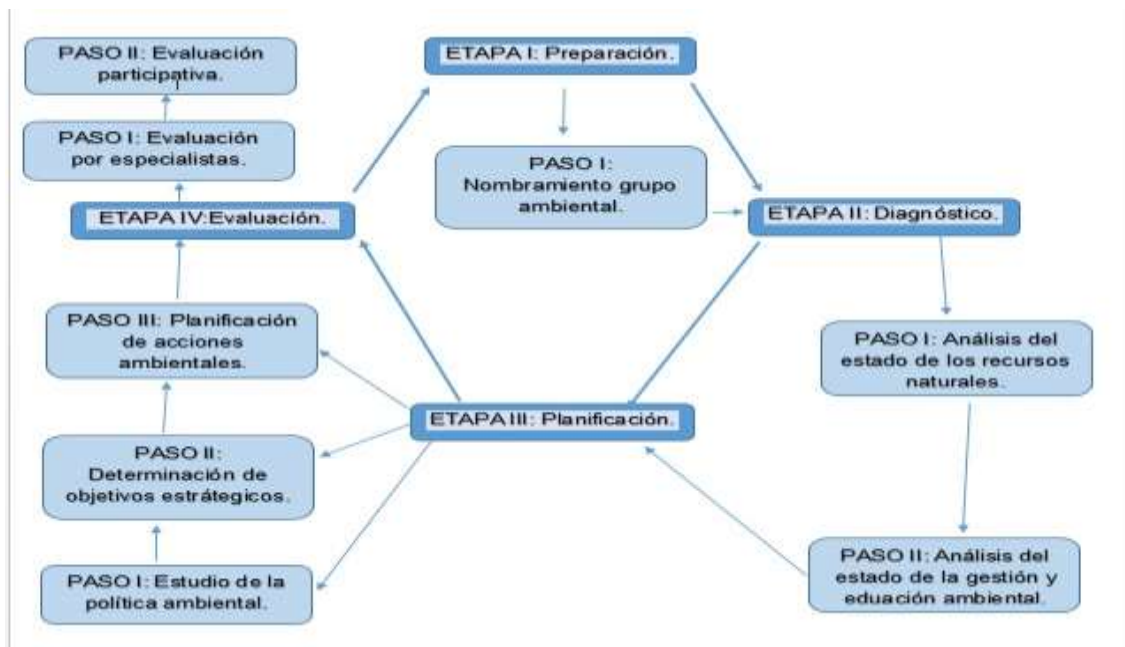 PASO II: Evaluación
participativa.
ETAPA I: Preparación.
PASO I: Evaluación
por especialistas.
PASO I:
Nombramiento grupo
ambiental.
ETAPA IV:Evaluación.
ETAPA II: Diagnóstico.
PASO III: Planificación
de acciones
ambientales.
PASO I: Análisis del
estado de los recursos
naturales.
ETAPA III: Planificación.
PASO II:
Determinación de
objetivos estrátegicos.
PASO II: Análisis del
estado de la gestión y
eduación ambiental.
PASO I: Estudio de la
política ambiental.